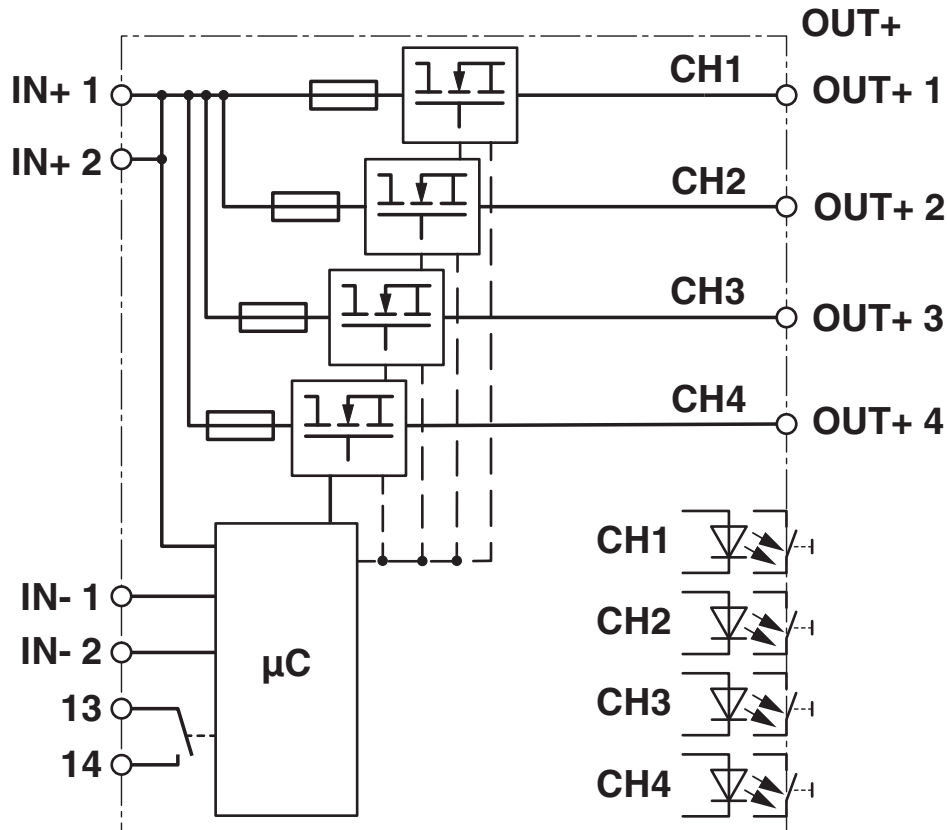 OUT+
IN+ 1
CH1
OUT+ 1
IN+ 2
CH2
OUT+ 2
CH3
OUT+ 3
CH4
OUT+ 4
CH1
IN- 1
CH2
IN- 2
µC
13
CH3
14
CH4